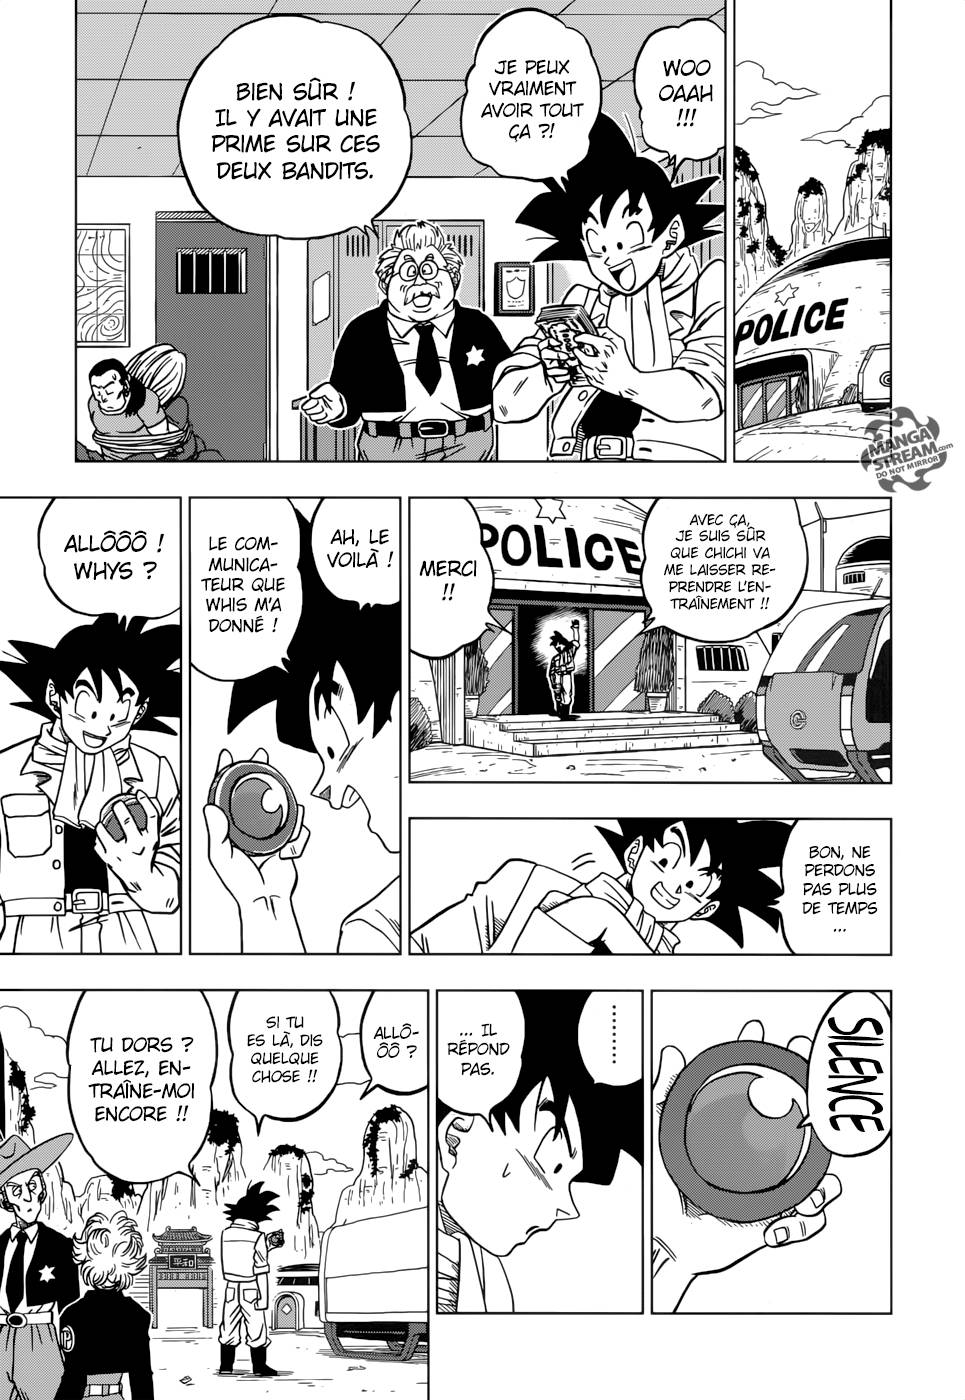 POLICE
WOO
OAAH
!!!
JE PEUX
VRAIMENT
AVOIR TOUT
ÇA ?!
BIEN SÛR !
IL Y AVAIT UNE
PRIME SUR CES
DEUX BANDITS.
MANGA
STREAM.com
DO NOT MIRROR
AVEC ÇA,
JE SUIS SÛR
QUE CHICHI VA
ME LAISSER RE-
PRENDRE L'EN-
TRAÎNEMENT !!
POLICE
MERCI
!!
BON, NE
PERDONS
PAS PLUS
DE TEMPS
...
AH, LE
VOILÀ !
LE COM-
MUNICA-
TEUR QUE
WHIS M'A
DONNÉ !
ALLÔÔÔ !
WHYS ?
SILENCE
.........
... IL
RÉPOND
PAS.
ALLÔ-
ÔÔ ?
SI TU
ES LÀ, DIS
QUELQUE
CHOSE !!
TU DORS ?
ALLEZ, EN-
TRAÎNE-MOI
ENCORE !!
平和
P